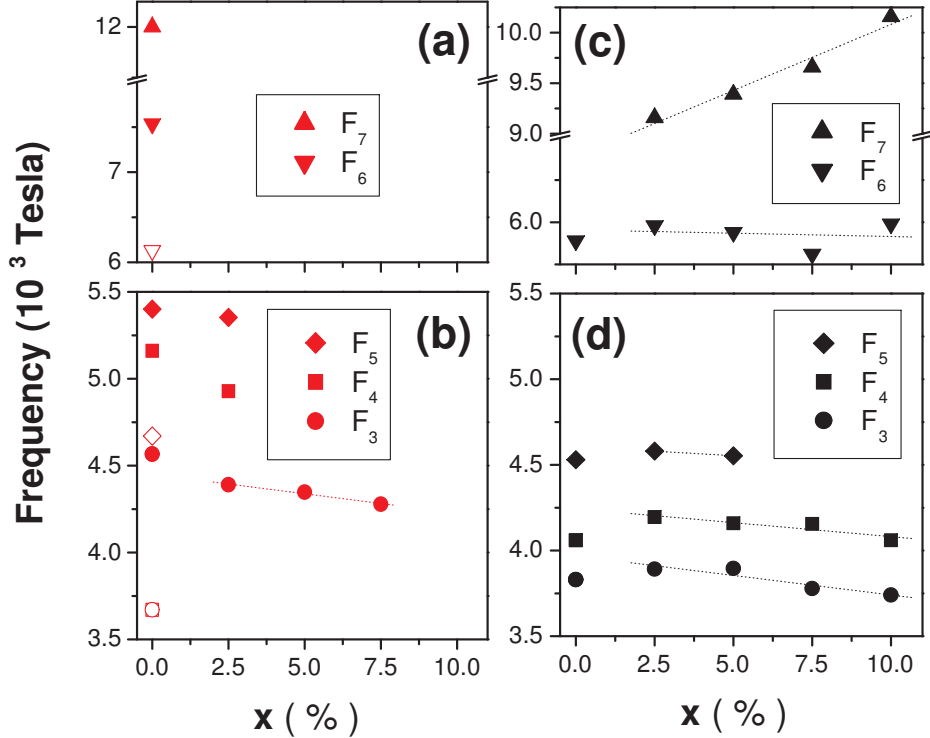 Frequency (10 ³ Tesla)
(a)
12
7
6
F₇
F₆
(c)
10.0
9.5
9.0
6.0
F₇
F₆
(b)
5.5
5.0
4.5
4.0
3.5
F₅
F₄
F₃
0.0 2.5 5.0 7.5 10.0
x ( % )
(d)
5.5
5.0
4.5
4.0
3.5
F₅
F₄
F₃
0.0 2.5 5.0 7.5 10.0
x ( % )